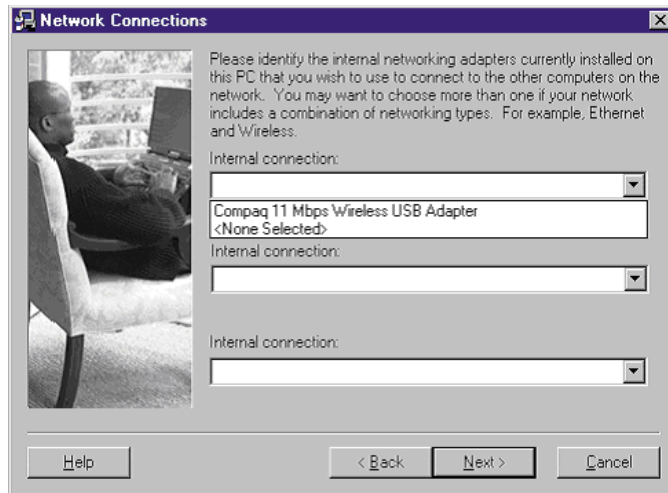 Network Connections
Please identify the internal networking adapters currently installed on
this PC that you wish to use to connect to the other computers on the
network. You may want to choose more than one if your network
includes a combination of networking types. For example, Ethernet
and Wireless.
Internal connection:
Compaq 11 Mbps Wireless USB Adapter
<None Selected>
Internal connection:
Internal connection:
Help
< Back
Next >
Cancel